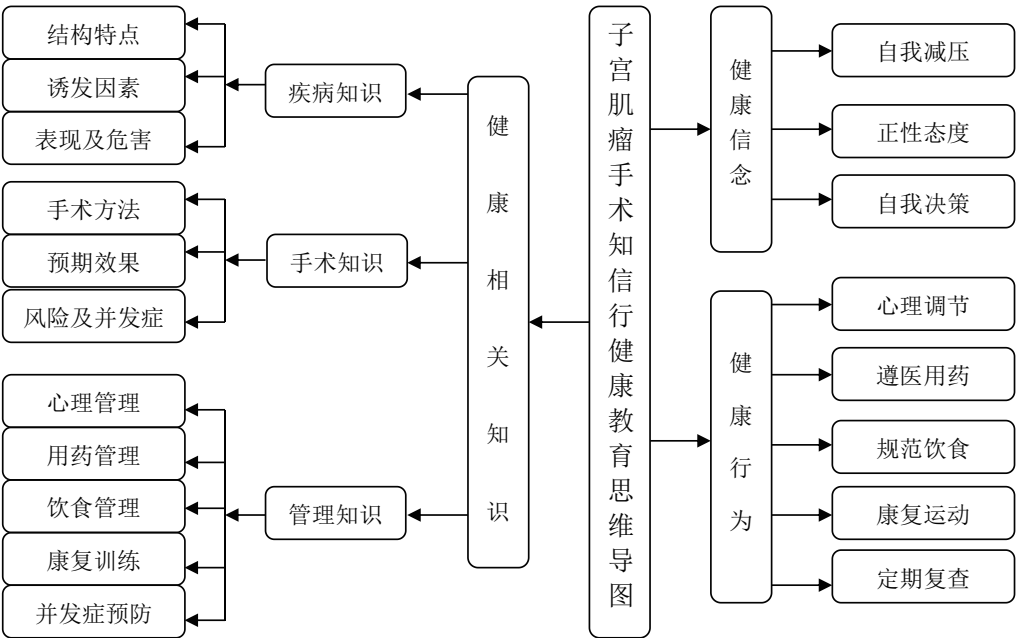 结构特点
诱发因素
表现及危害
疾病知识
手术方法
预期效果
风险及并发症
手术知识
心理管理
用药管理
饮食管理
康复训练
并发症预防
管理知识
健康相关知识
子宫肌瘤手术知信行健康教育思维导图
健康信念
自我减压
正性态度
自我决策
健康行为
心理调节
遵医用药
规范饮食
康复运动
定期复查